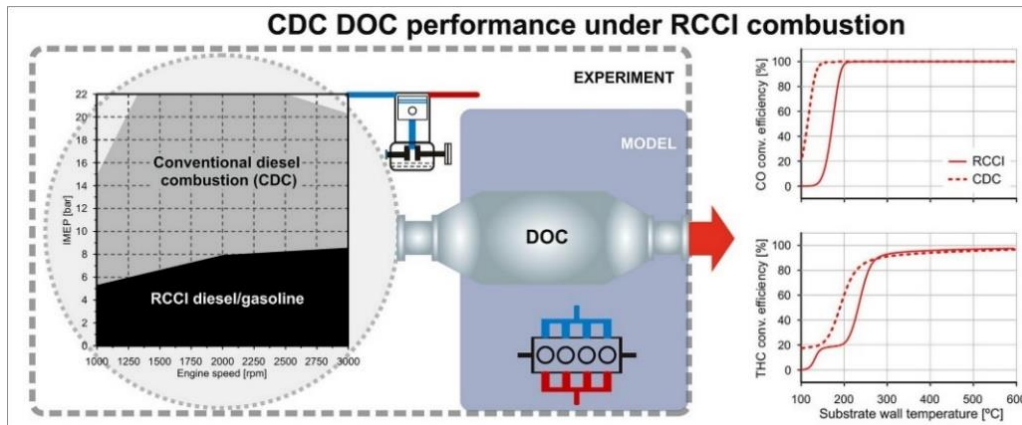 CDC DOC performance under RCCI combustion
EXPERIMENT
MODEL
IMEP [bar]
22
20
18
16
14
12
10
8
6
4
2
0
Conventional diesel
combustion (CDC)
RCCI diesel/gasoline
1000 1250 1500 1750 2000 2250 2500 2750 3000
Engine speed [rpm]
DOC
CO conv. efficiency [%]
100
80
60
40
20
0
RCCI
CDC
THC conv. efficiency [%]
100
80
60
40
20
0
100 200 300 400 500 600
Substrate wall temperature [ºC]